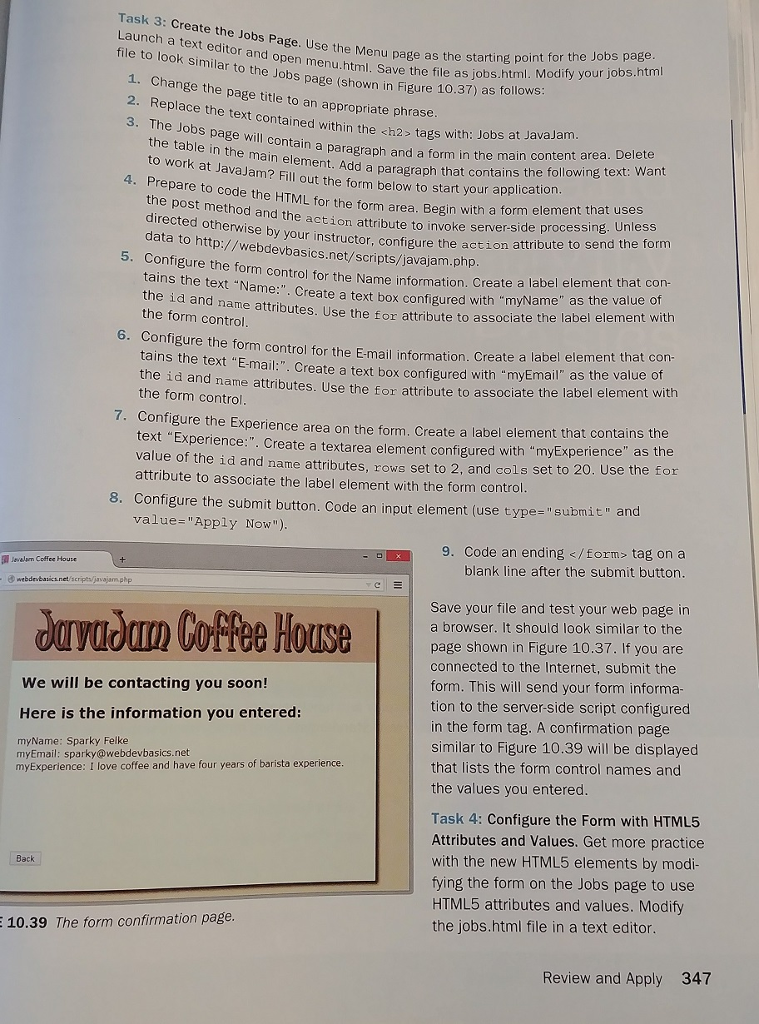 Task 3: Create the Jobs Page. Use the Menu page as the starting point for the Jobs page.
Launch a text editor and open menu.html. Save the file as jobs.html. Modify your jobs.html
file to look similar to the Jobs page (shown in Figure 10.37) as follows:
1. Change the page title to an appropriate phrase.
2. Replace the text contained within the <h2> tags with: Jobs at JavaJam.
3. The Jobs page will contain a paragraph and a form in the main content area. Delete
the table in the main element. Add a paragraph that contains the following text: Want
to work at JavaJam? Fill out the form below to start your application.
4. Prepare to code the HTML for the form area. Begin with a form element that uses
the post method and the action attribute to invoke server-side processing. Unless
directed otherwise by your instructor, configure the action attribute to send the form
data to http://webdevbasics.net/scripts/javajam.php.
5. Configure the form control for the Name information. Create a label element that con-
tains the text "Name:". Create a text box configured with "myName" as the value of
the id and name attributes. Use the for attribute to associate the label element with
the form control.
6. Configure the form control for the E-mail information. Create a label element that con-
tains the text "E-mail:". Create a text box configured with "myEmail" as the value of
the id and name attributes. Use the for attribute to associate the label element with
the form control.
7. Configure the Experience area on the form. Create a label element that contains the
text "Experience:". Create a textarea element configured with "myExperience" as the
value of the id and name attributes, rows set to 2, and cols set to 20. Use the for
attribute to associate the label element with the form control.
8. Configure the submit button. Code an input element (use type="submit" and
value="Apply Now").
JavaJam Coffee House
webdevbasics.net/scripts/javajam.php
JavaJam Coffee House
We will be contacting you soon!
Here is the information you entered:
myName: Sparky Felke
myEmail: sparky@webdevbasics.net
myExperience: I love coffee and have four years of barista experience.
Back
10.39 The form confirmation page.
9. Code an ending </form> tag on a
blank line after the submit button.
Save your file and test your web page in
a browser. It should look similar to the
page shown in Figure 10.37. If you are
connected to the Internet, submit the
form. This will send your form informa-
tion to the server-side script configured
in the form tag. A confirmation page
similar to Figure 10.39 will be displayed
that lists the form control names and
the values you entered.
Task 4: Configure the Form with HTML5
Attributes and Values. Get more practice
with the new HTML5 elements by modi-
fying the form on the Jobs page to use
HTML5 attributes and values. Modify
the jobs.html file in a text editor.
Review and Apply 347